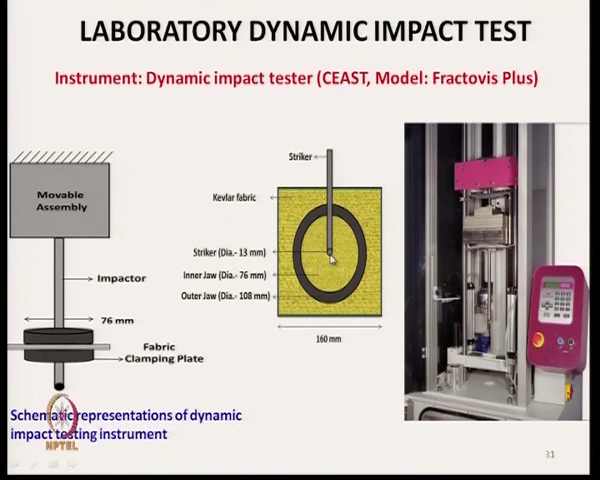 LABORATORY DYNAMIC IMPACT TEST
Instrument: Dynamic impact tester (CEAST, Model: Fractovis Plus)
Movable
Assembly
Impactor
76 mm
Fabric
Clamping Plate
Striker
Kevlar fabric
Striker (Dia.- 13 mm)
Inner Jaw (Dia.- 76 mm)
Outer Jaw (Dia.- 108 mm)
160 mm
Schematic representations of dynamic
impact testing instrument
NPTEL
31